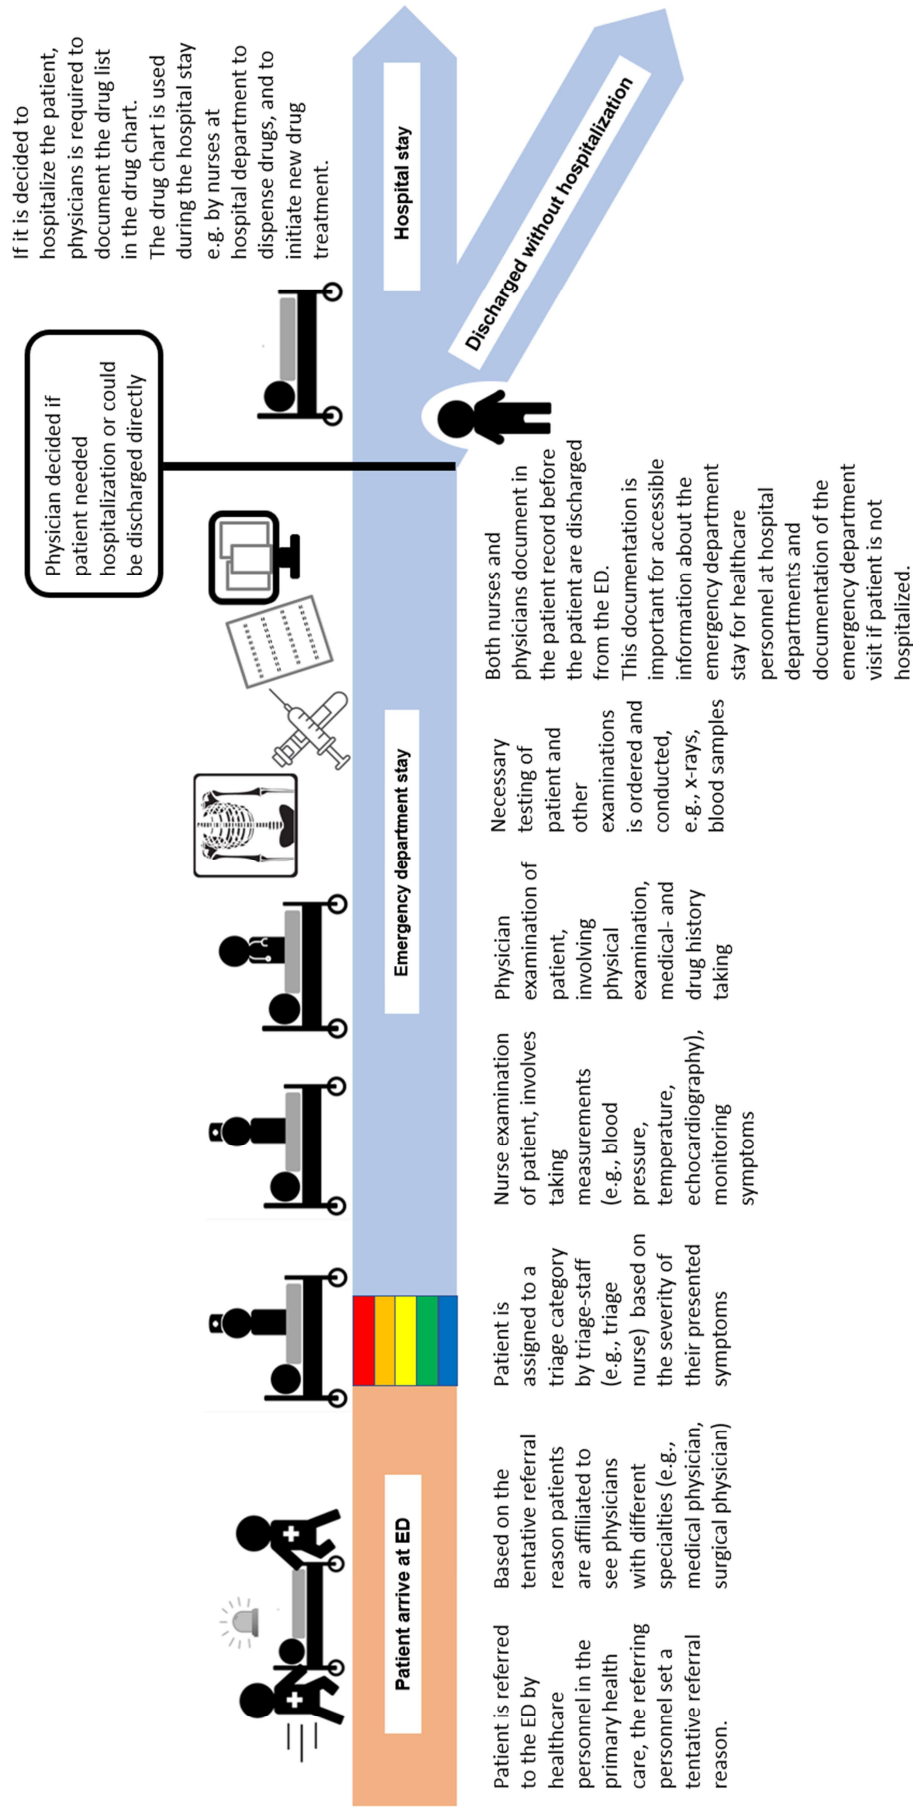 Patient arrive at ED
Emergency department stay
Hospital stay
Discharged without hospitalization
Patient is referred
to the ED by
healthcare
personnel in the
primary health
care, the referring
personnel set a
tentative referral
reason.
Based on the
tentative referral
reason patients
are affiliated to
see physicians
with different
specialties (e.g.,
medical physician,
surgical physician)
Patient is
assigned to a
triage category
by triage-staff
(e.g., triage
nurse) based on
the severity of
their presented
symptoms
Nurse examination
of patient, involves
taking
measurements
(e.g., blood
pressure,
temperature,
echocardiography),
monitoring
symptoms
Physician
examination of
patient,
involving
physical
examination,
medical- and
drug history
taking
Necessary
testing of
patient and
other
examinations
is ordered and
conducted,
e.g., x-rays,
blood samples
Both nurses and
physicians document in
the patient record before
the patient are discharged
from the ED.
This documentation is
important for accessible
information about the
emergency department
stay for healthcare
personnel at hospital
departments and
documentation of the
emergency department
visit if patient is not
hospitalized.
Physician decided if
patient needed
hospitalization or could
be discharged directly
If it is decided to
hospitalize the patient,
physicians is required to
document the drug list
in the drug chart.
The drug chart is used
during the hospital stay
e.g. by nurses at
hospital department to
dispense drugs, and to
initiate new drug
treatment.